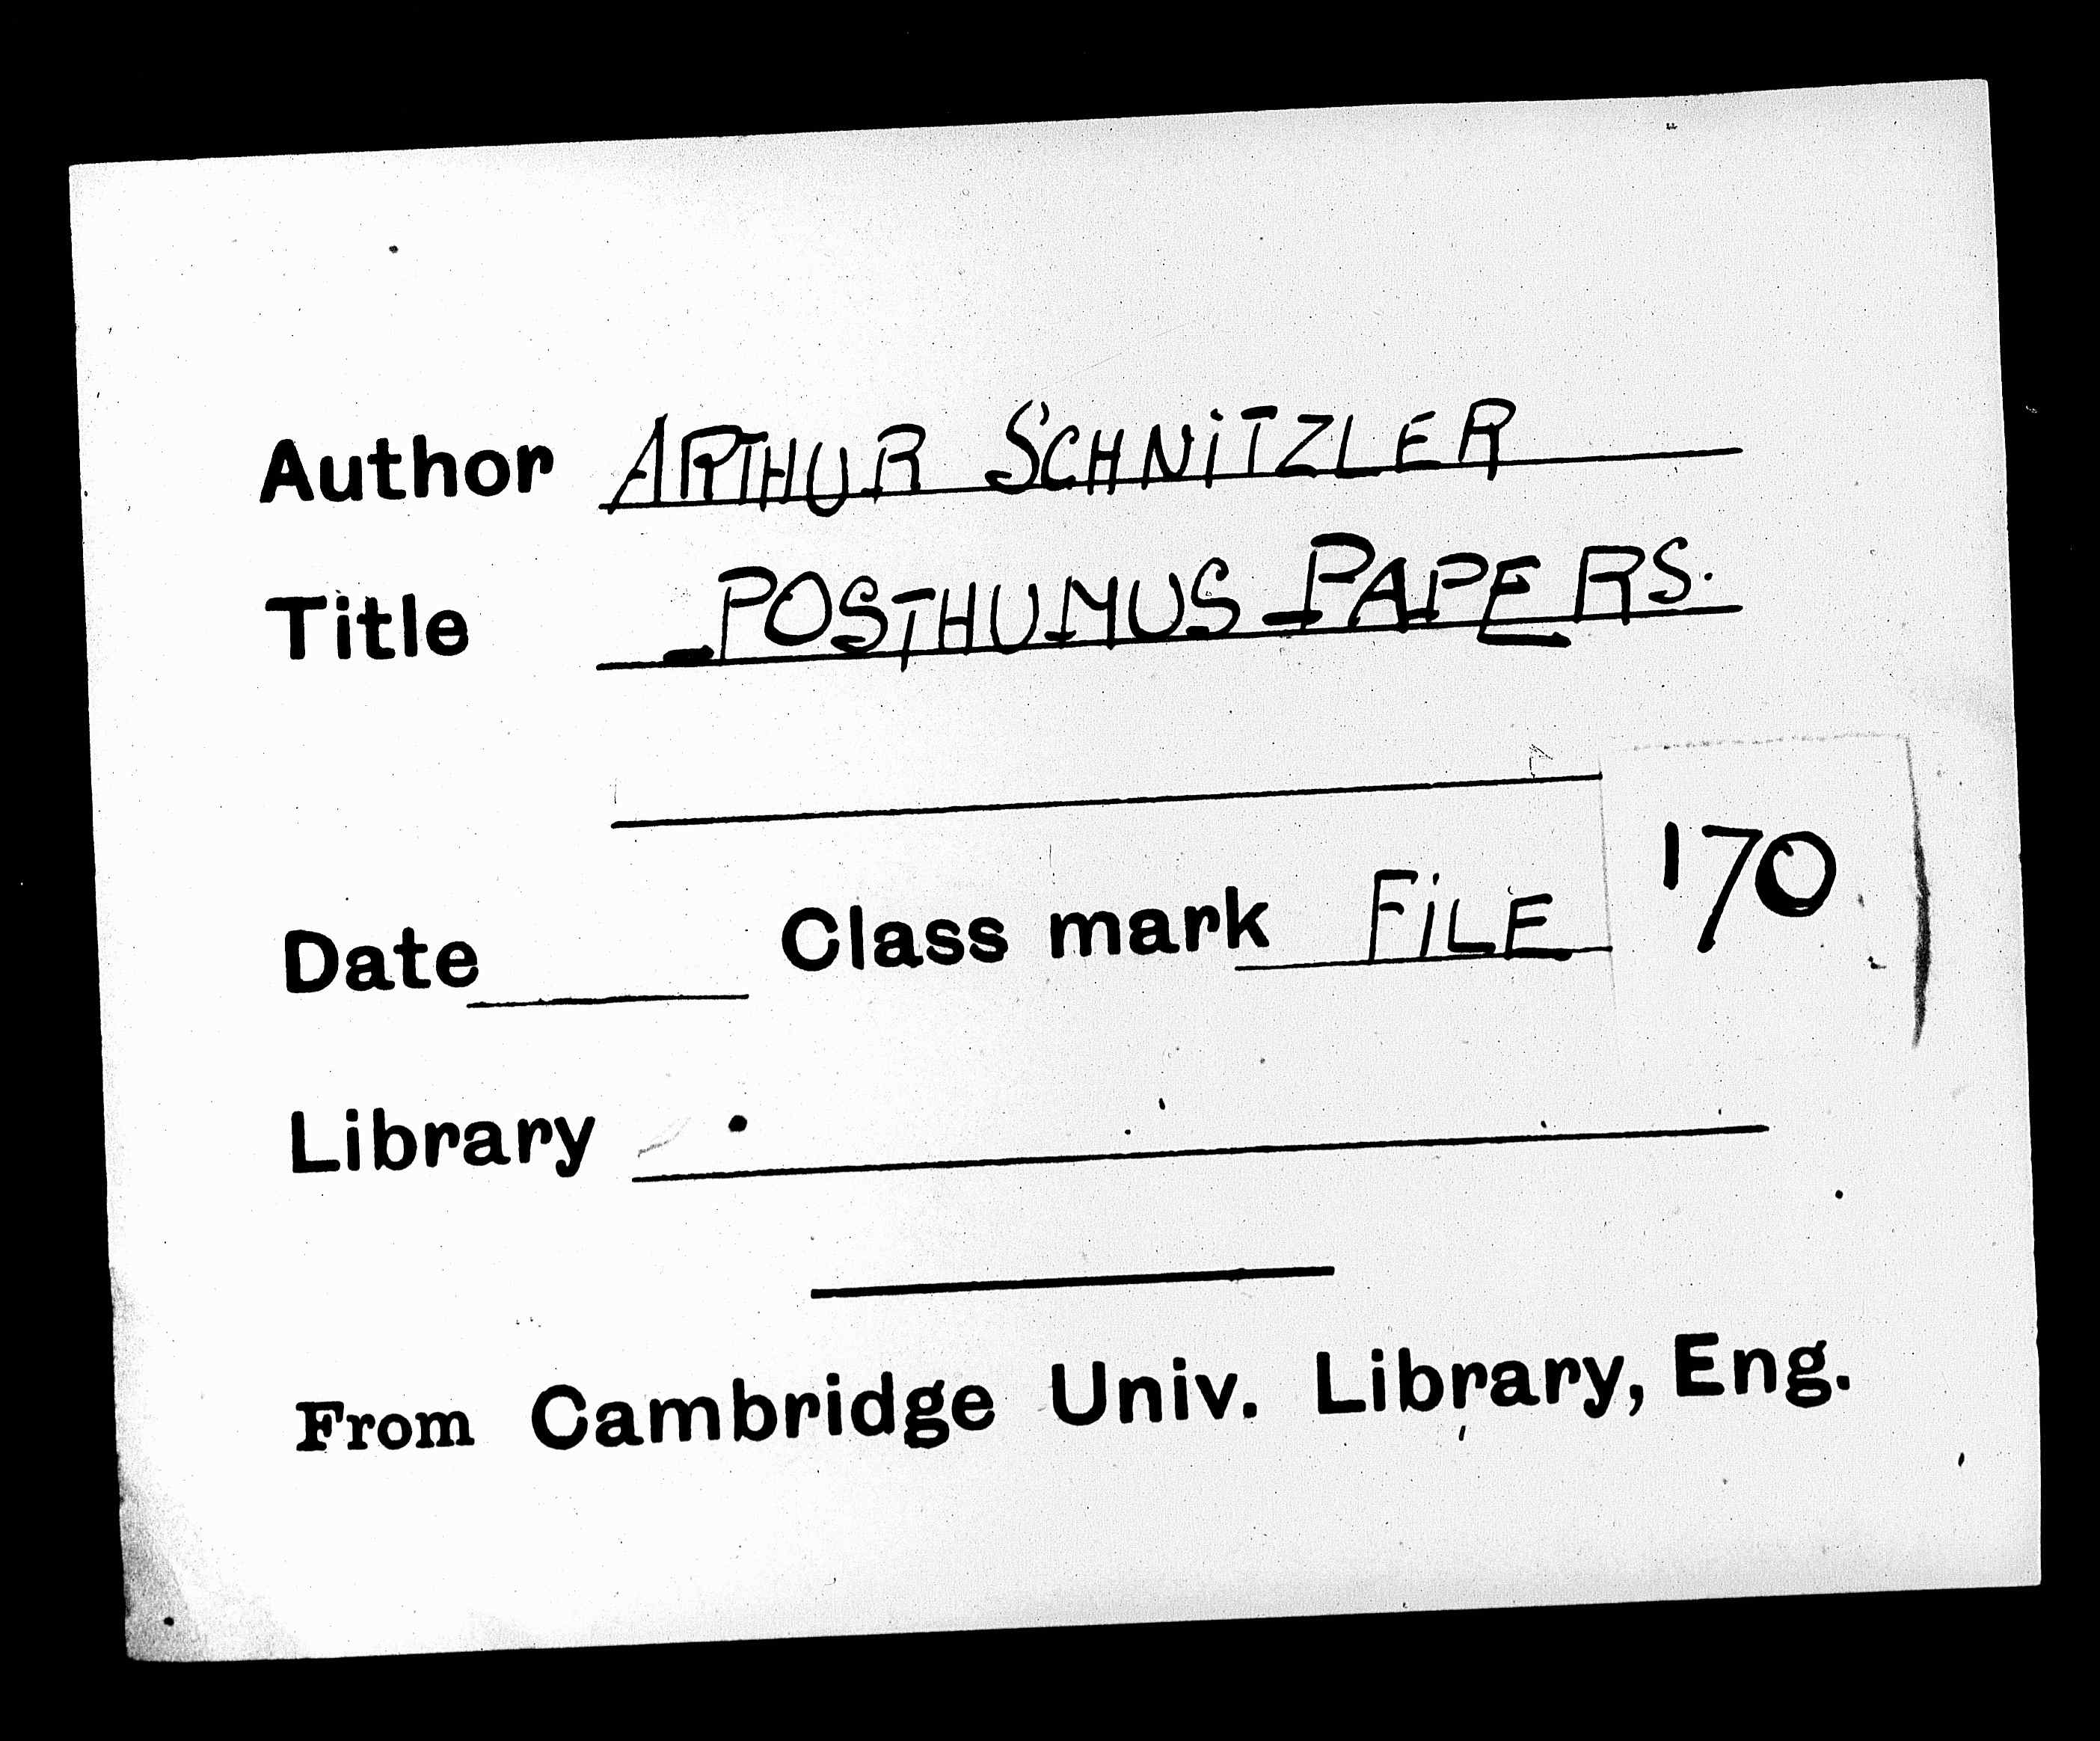 Author ARTHUR SCHNiTZLER
Title POSTHUMUS PAPERS.
Date Class mark FiLE 170
Library
From Cambridge Univ. Library, Eng.